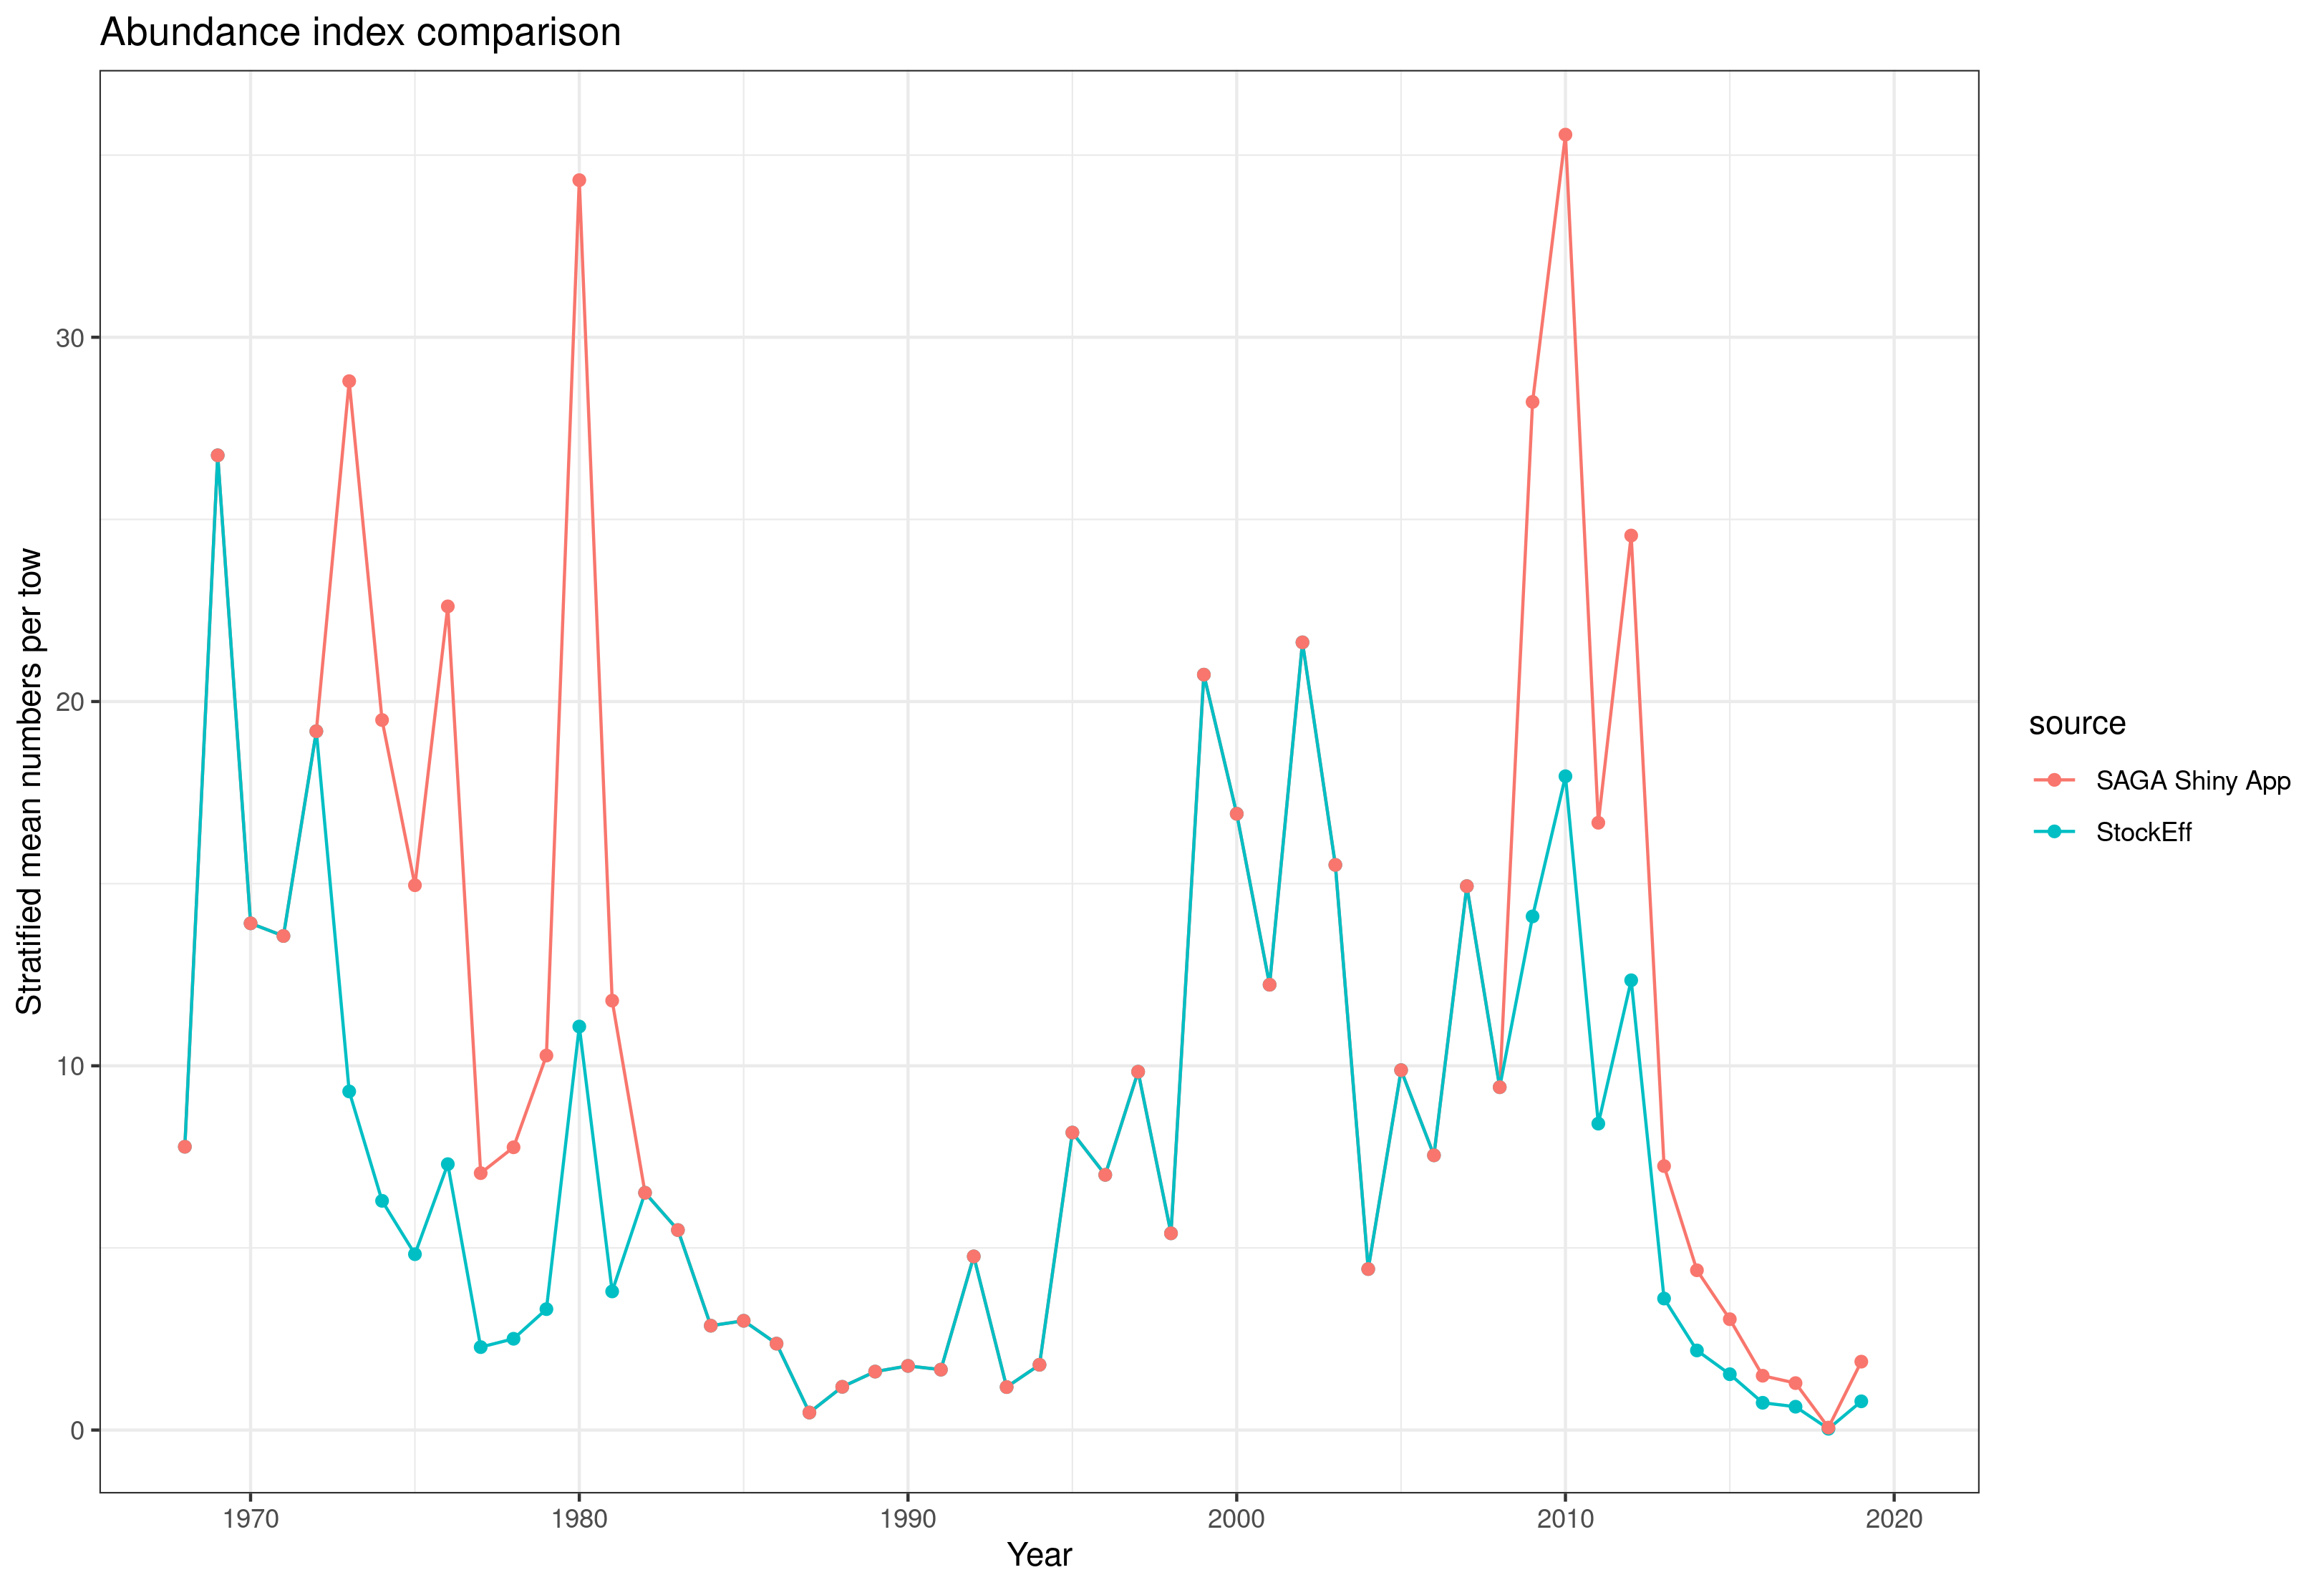 Abundance index comparison
Stratified mean numbers per tow
30
20
10
0
1970
1980
1990
2000
2010
2020
Year
source
SAGA Shiny App
StockEff